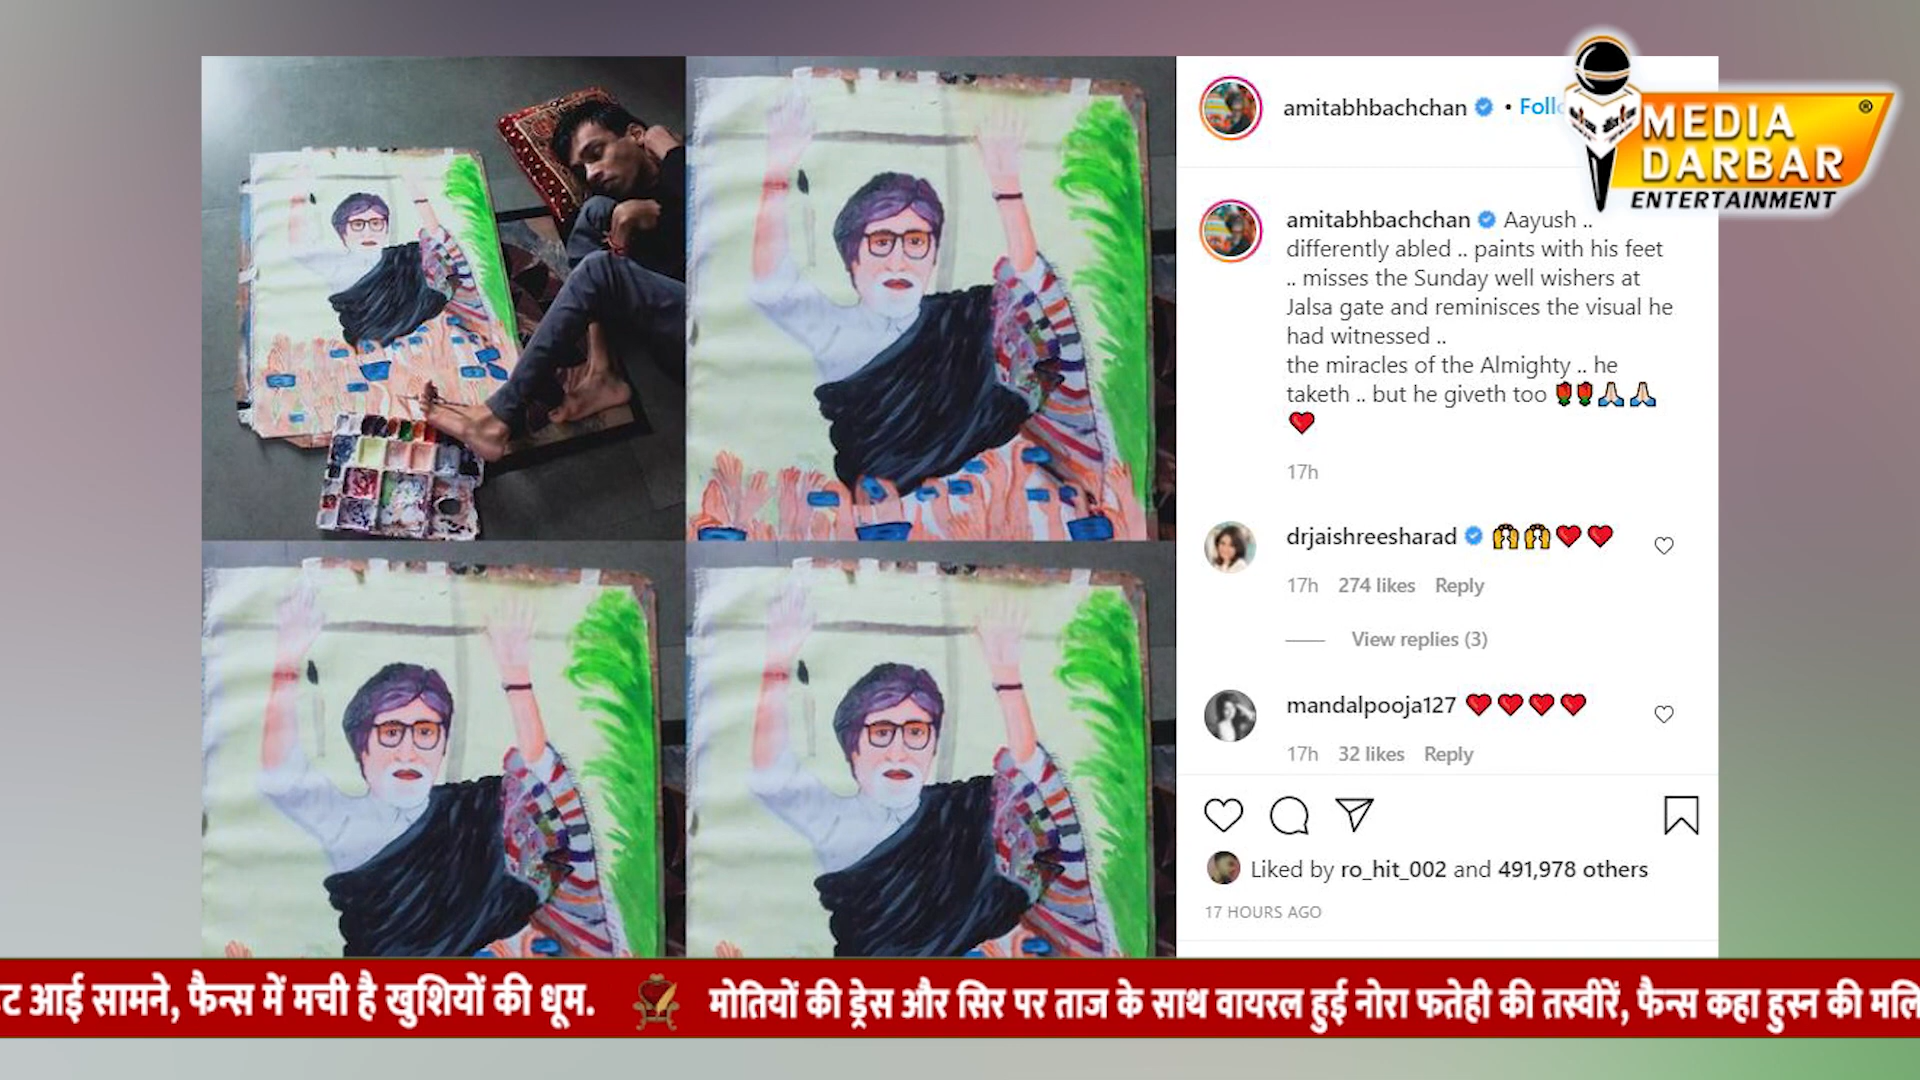 amitabhbachchan • Follo
MEDIA
DARBAR
ENTERTAINMENT
®
amitabhbachchan Aayush ..
differently abled .. paints with his feet
.. misses the Sunday well wishers at
Jalsa gate and reminisces the visual he
had witnessed ..
the miracles of the Almighty .. he
taketh .. but he giveth too 🌹🌹🙏🏻🙏🏻
❤️
17h
drjaishreesharad 🙌🙌❤️❤️
17h 274 likes Reply
View replies (3)
mandalpooja127 ❤️❤️❤️❤️
17h 32 likes Reply
Liked by ro_hit_002 and 491,978 others
17 HOURS AGO
आई सामने, फैन्स में मची है खुशियों की धूम. मोतियों की ड्रेस और सिर पर ताज के साथ वायरल हुई नोरा फतेही की तस्वीरें, फैन्स कहा हुस्न की मलि